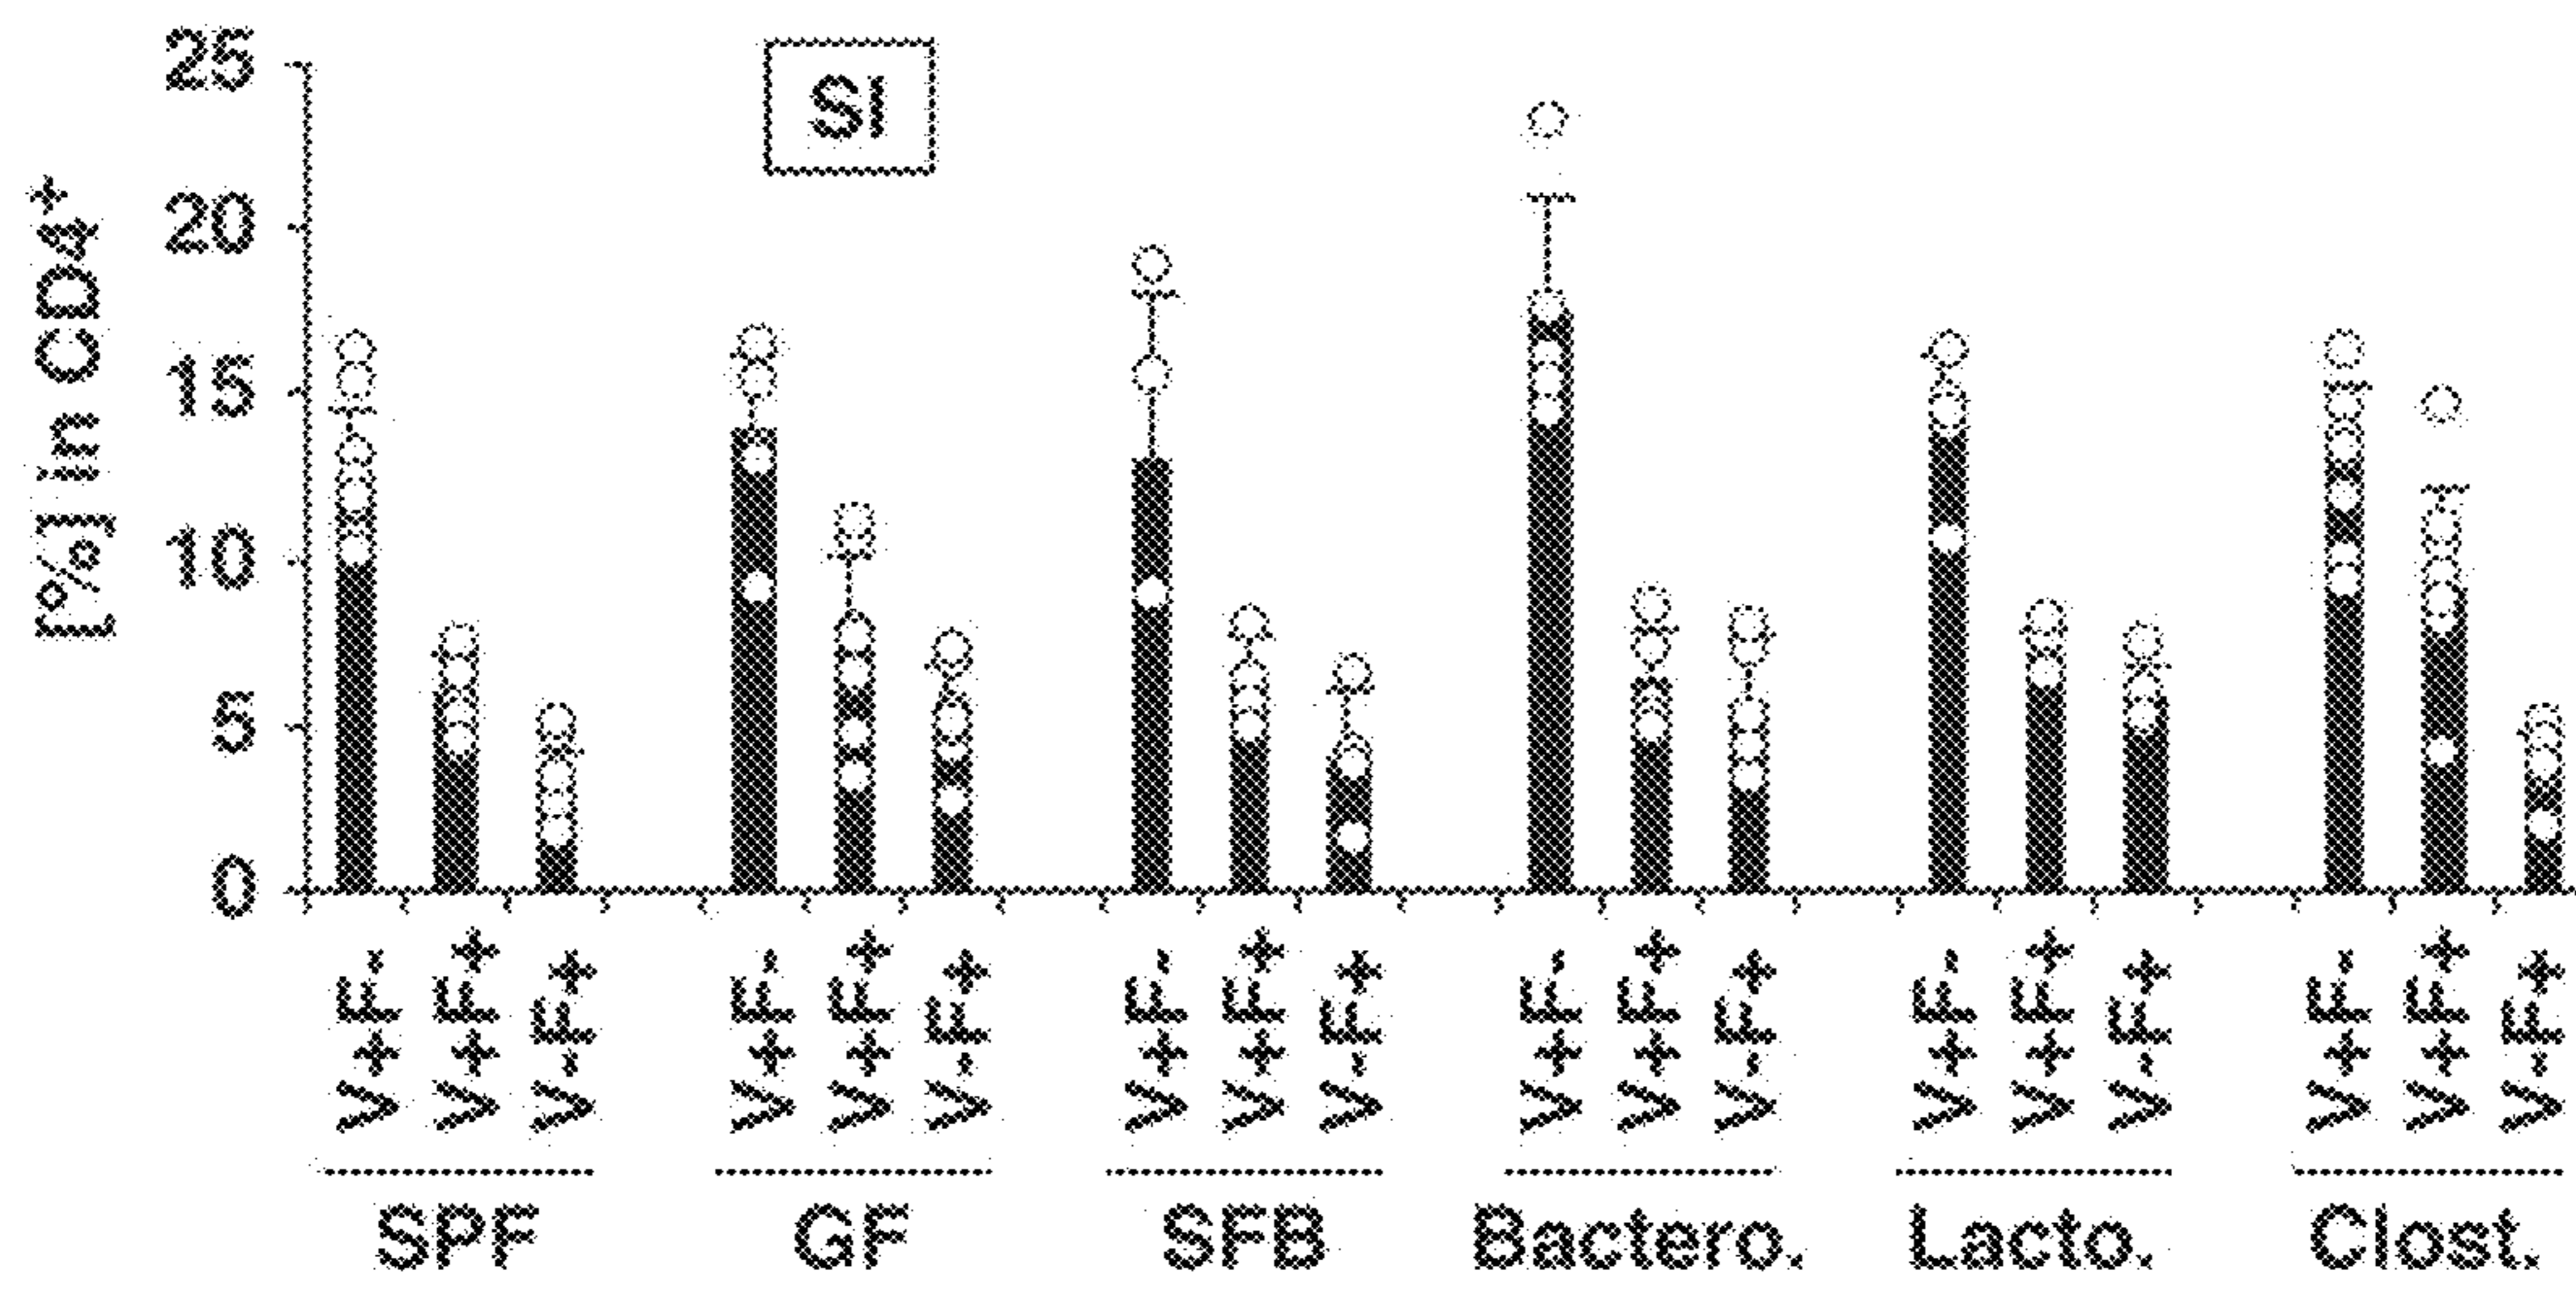 SI
[%] in CD4+
25
20
15
10
5
0
V+F- V+F+ V-F+ V+F- V+F+ V-F+ V+F- V+F+ V-F+ V+F- V+F+ V-F+ V+F- V+F+ V-F+ V+F- V+F+ V-F+
SPF GF SFB Bactero. Lacto. Clost.